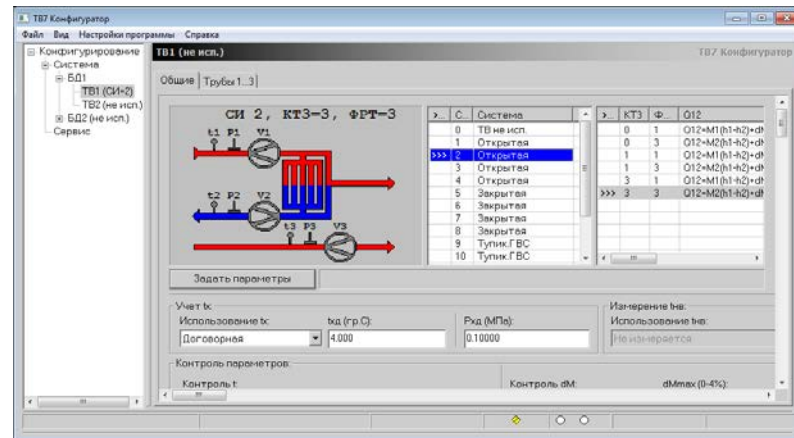 ТВ7 Конфигуратор
Файл Вид Настройки программы Справка
Конфигурирование
Система
БД1
ТВ1 (СИ=2)
ТВ2 (не исп.)
БД2 (не исп.)
Сервис
ТВ1 (не исп.)
ТВ7 Конфигуратор
Общие Трубы 1..3
СИ 2, КТ3=3, ФРТ=3
t1 P1 V1
t2 P2 V2
t3 P3 V3
>... С... Система
0 ТВ не исп.
1 Открытая
>>> 2 Открытая
3 Открытая
4 Открытая
5 Закрытая
6 Закрытая
7 Закрытая
8 Закрытая
9 Тупик.ГВС
10 Тупик.ГВС
>... КТ3 Ф... Q12
0 1 Q12=M1(h1-h2)+dM
0 3 Q12=M2(h1-h2)+dM
1 1 Q12=M1(h1-h2)+dM
1 3 Q12=M2(h1-h2)+dM
3 1 Q12=M1(h1-h2)+dM
>>> 3 3 Q12=M2(h1-h2)+dM
Задать параметры
Учет tx:
Использование tx: txд (гр.С): Рхд (МПа):
Договорная 4.000 0.10000
Измерение tнв:
Использование tнв:
Не измеряется
Контроль параметров:
Контроль t: Контроль dM: dMmax (0-4%):